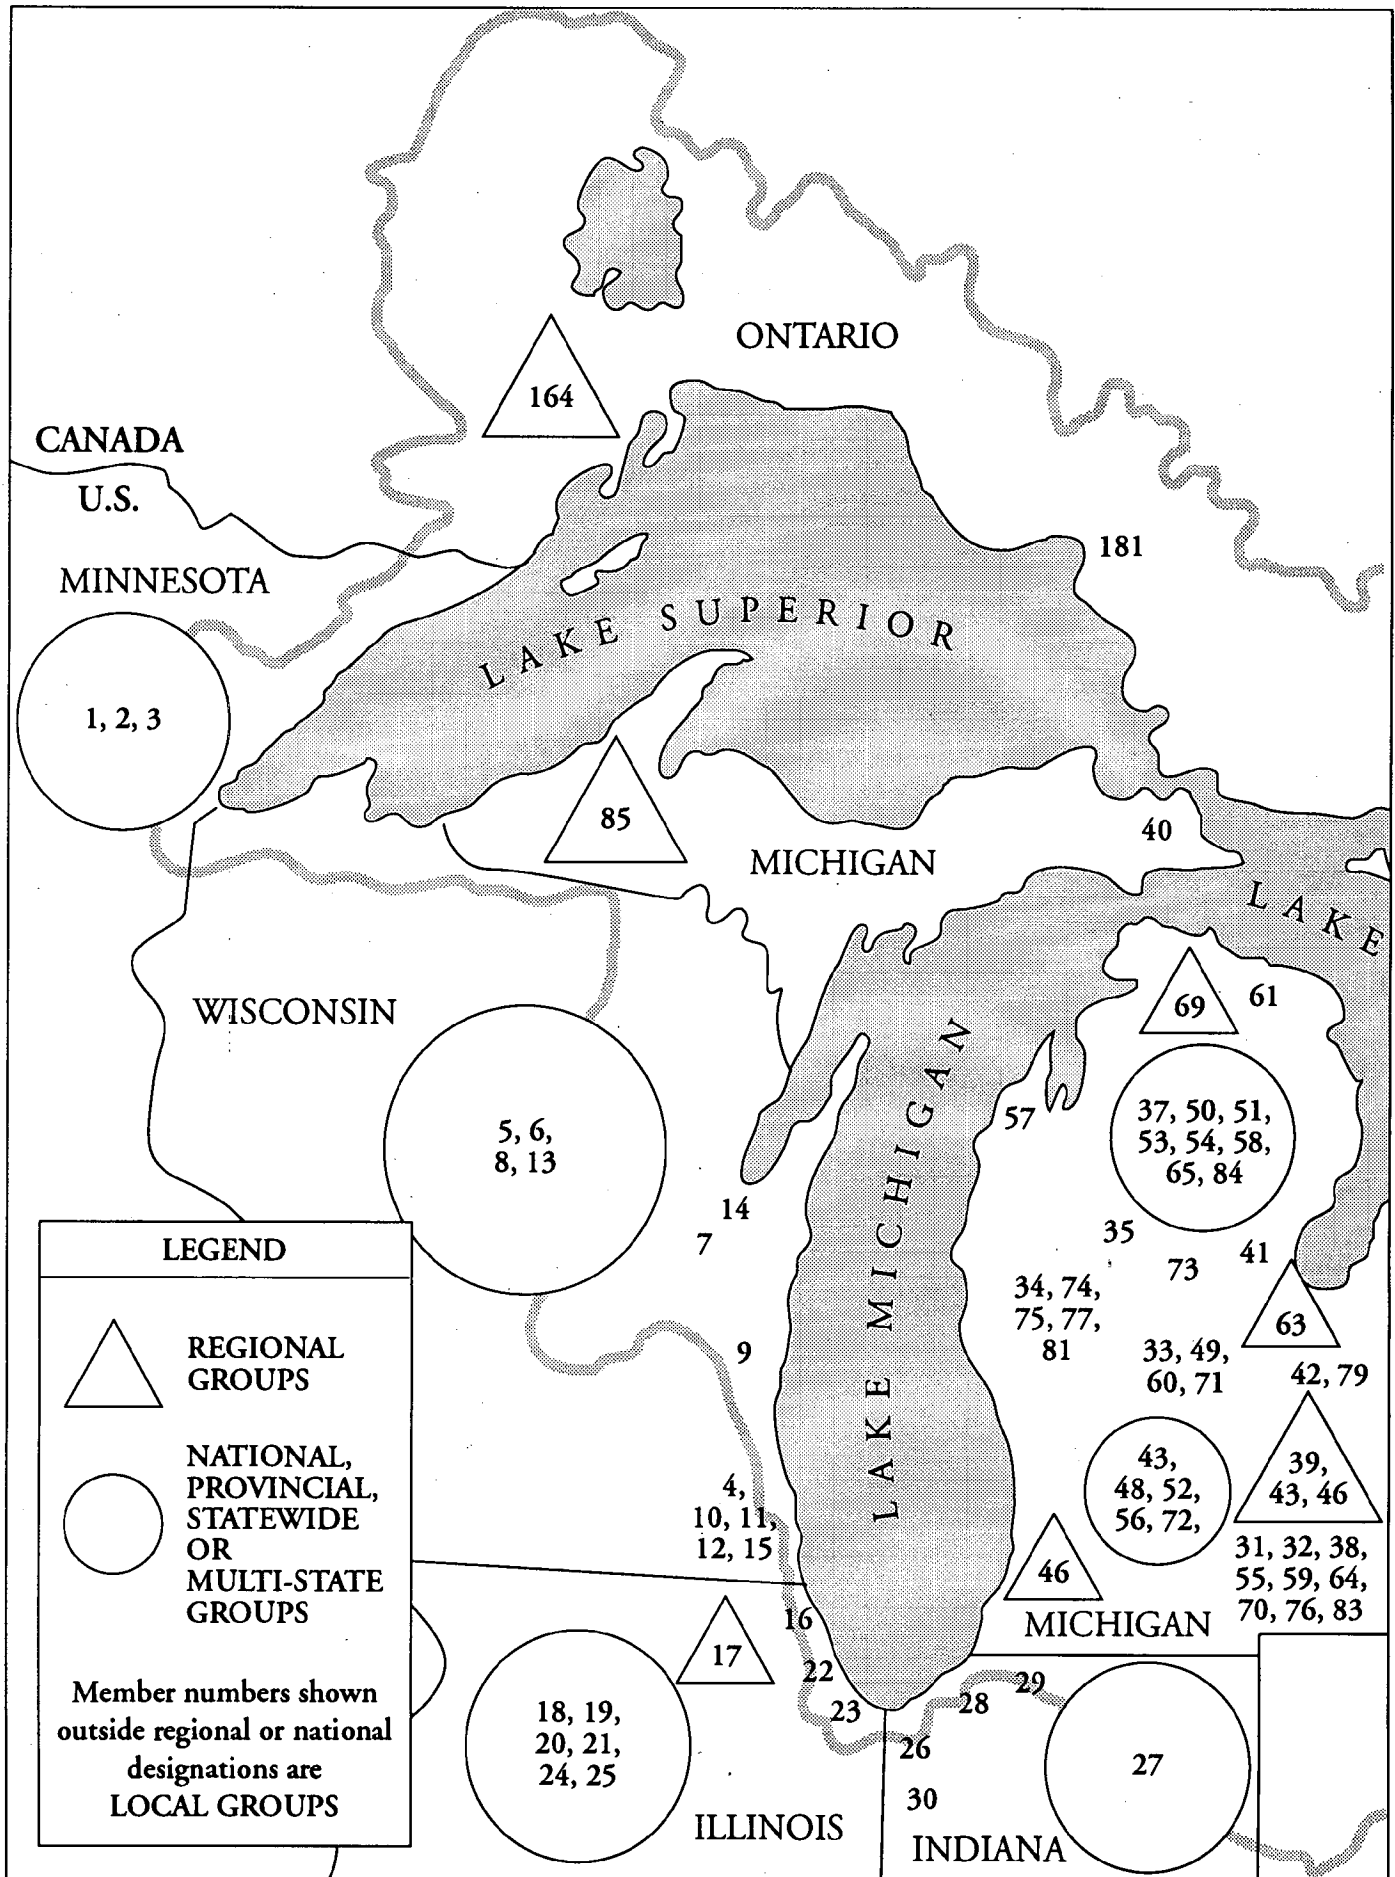 ONTARIO
164
CANADA
U.S.
181
MINNESOTA
LAKE SUPERIOR
1, 2, 3
85
40
MICHIGAN
LAKE
WISCONSIN
69
61
LAKE MICHIGAN
57
37, 50, 51,
53, 54, 58,
65, 84
5, 6,
8, 13
14
7
35
41
73
34, 74,
75, 77,
81
63
9
33, 49,
60, 71
42, 79
43,
48, 52,
56, 72,
39,
43, 46
4,
10, 11,
12, 15
31, 32, 38,
55, 59, 64,
70, 76, 83
46
16
MICHIGAN
17
22
23
29
28
26
18, 19,
20, 21,
24, 25
27
30
ILLINOIS
INDIANA
LEGEND
REGIONAL
GROUPS
NATIONAL,
PROVINCIAL,
STATEWIDE
OR
MULTI-STATE
GROUPS
Member numbers shown
outside regional or national
designations are
LOCAL GROUPS